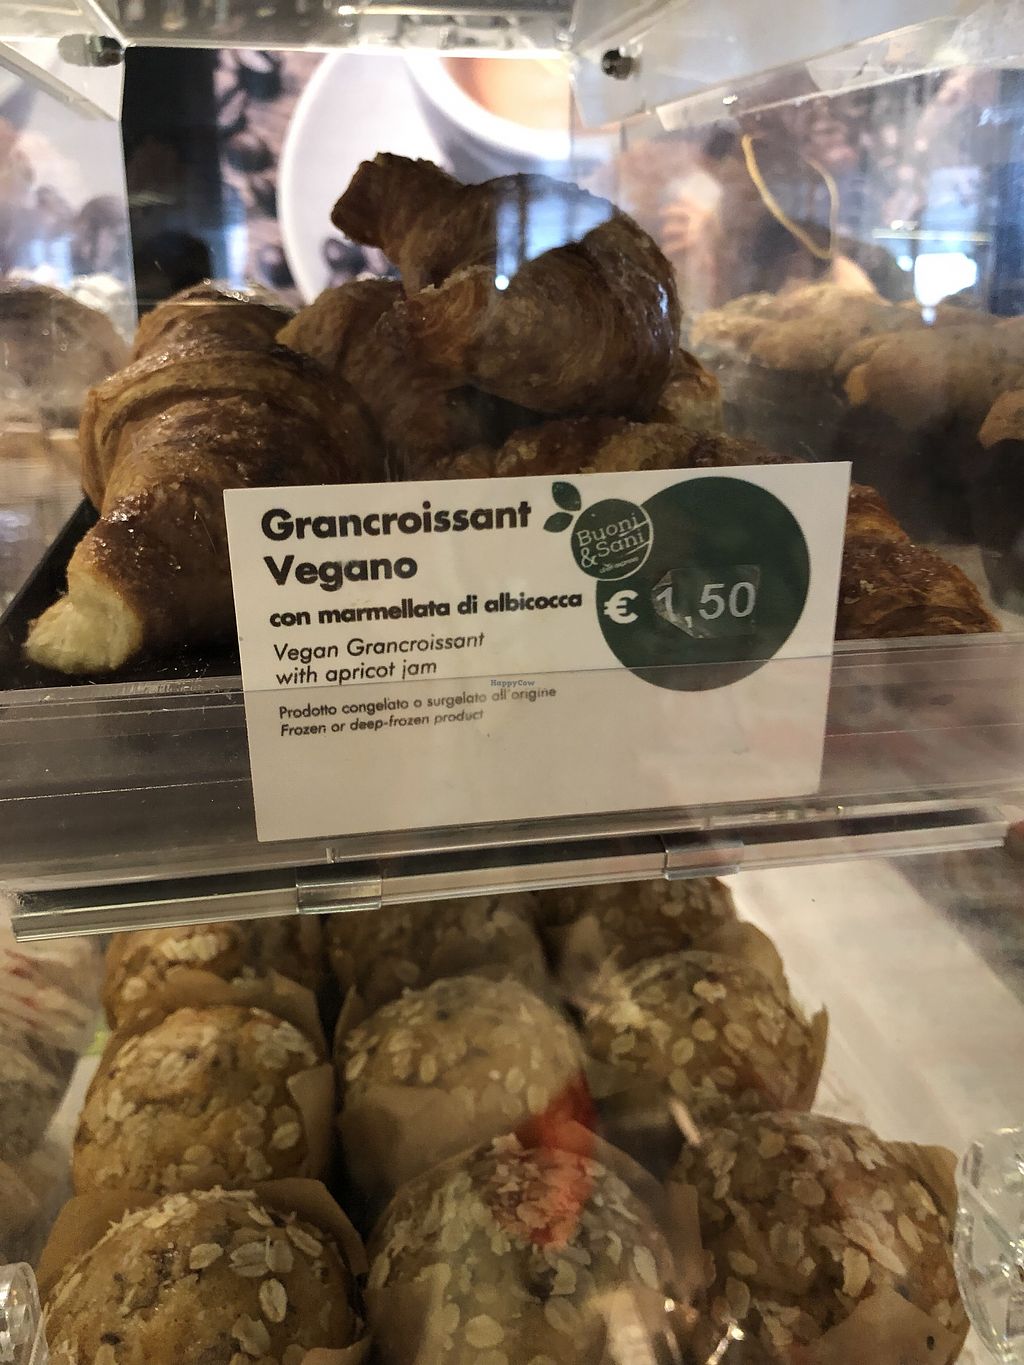 Grancroissant
Vegano
con marmellata di albicocca
Vegan Grancroissant
with apricot jam
Prodotto congelato o surgelato all'origine
Frozen or deep-frozen product
Buoni
& Sani
€ 1,50
HappyCow